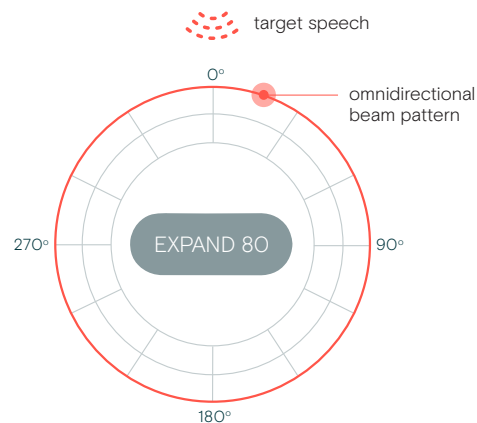 target speech
0°
omnidirectional
beam pattern
270°
EXPAND 80
90°
180°